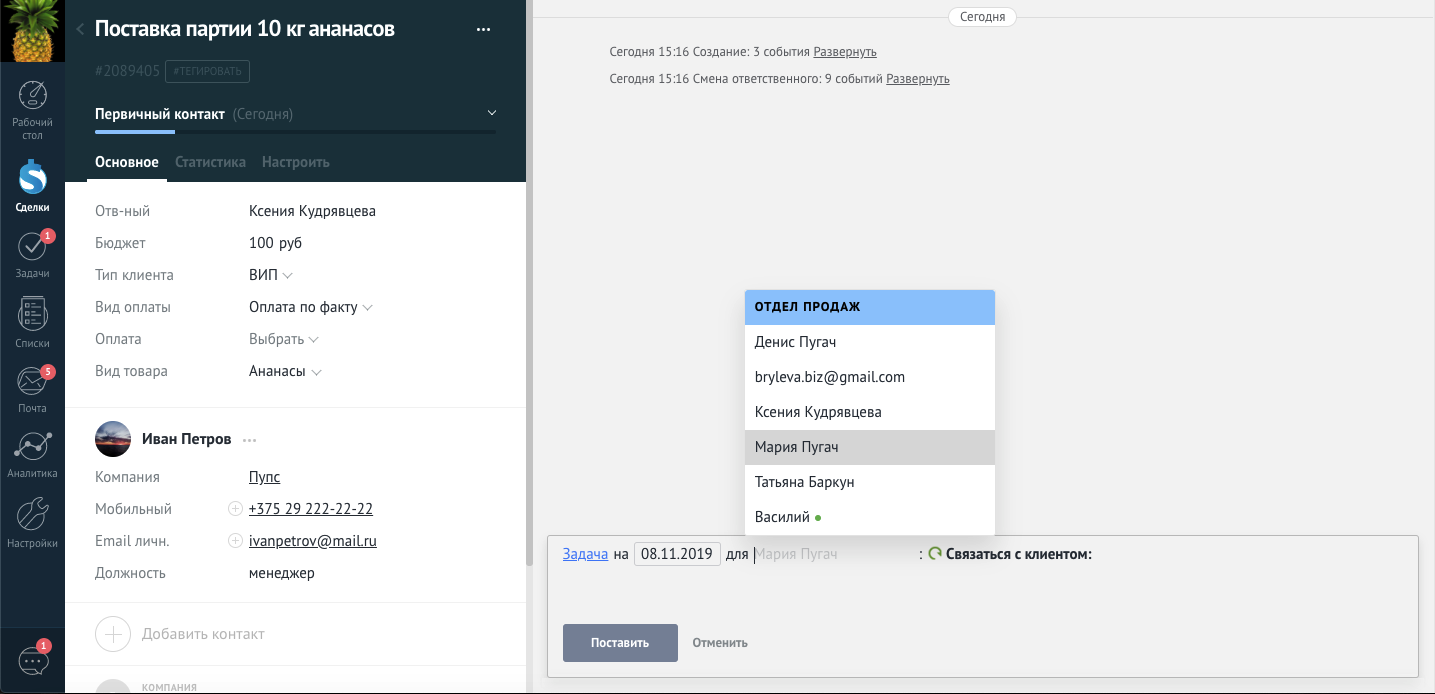 Рабочий
стол
Сделки
1
Задачи
Списки
5
Почта
Аналитика
Настройки
1
Поставка партии 10 кг ананасов
#2089405 #ТЕГИРОВАТЬ
Первичный контакт (Сегодня)
Основное Статистика Настроить
Отв-ный Ксения Кудрявцева
Бюджет 100 руб
Тип клиента ВИП
Вид оплаты Оплата по факту
Оплата Выбрать
Вид товара Ананасы
Иван Петров
Компания Пупс
Мобильный +375 29 222-22-22
Email личн. ivanpetrov@mail.ru
Должность менеджер
Добавить контакт
КОМПАНИЯ
Сегодня
Сегодня 15:16 Создание: 3 события Развернуть
Сегодня 15:16 Смена ответственного: 9 событий Развернуть
ОТДЕЛ ПРОДАЖ
Денис Пугач
bryleva.biz@gmail.com
Ксения Кудрявцева
Мария Пугач
Татьяна Баркун
Василий
Задача на 08.11.2019 для Мария Пугач : Связаться с клиентом:
Поставить Отменить